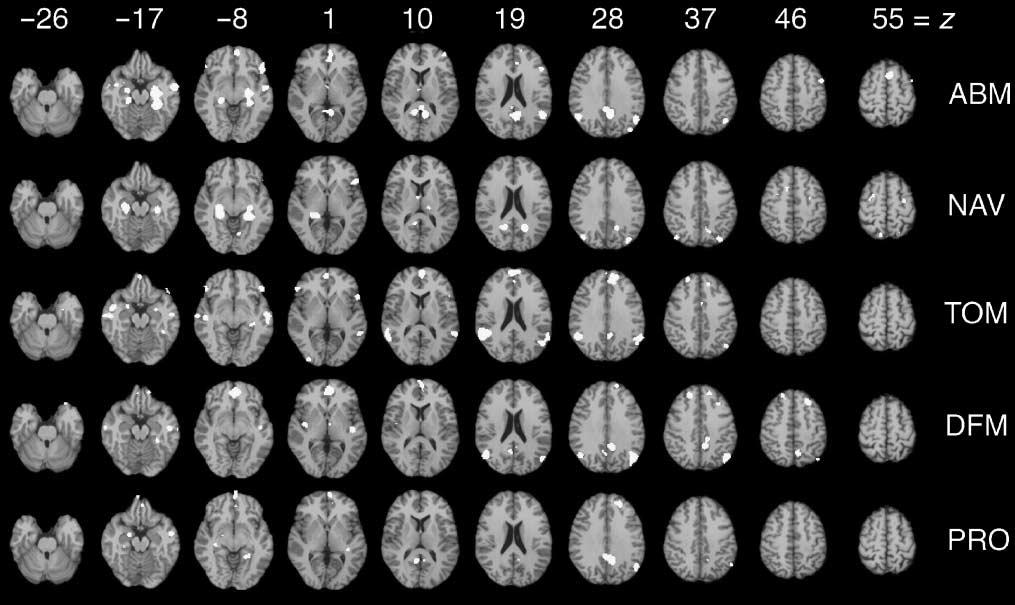 −26 −17 −8 1 10 19 28 37 46 55 = z
ABM
NAV
TOM
DFM
PRO